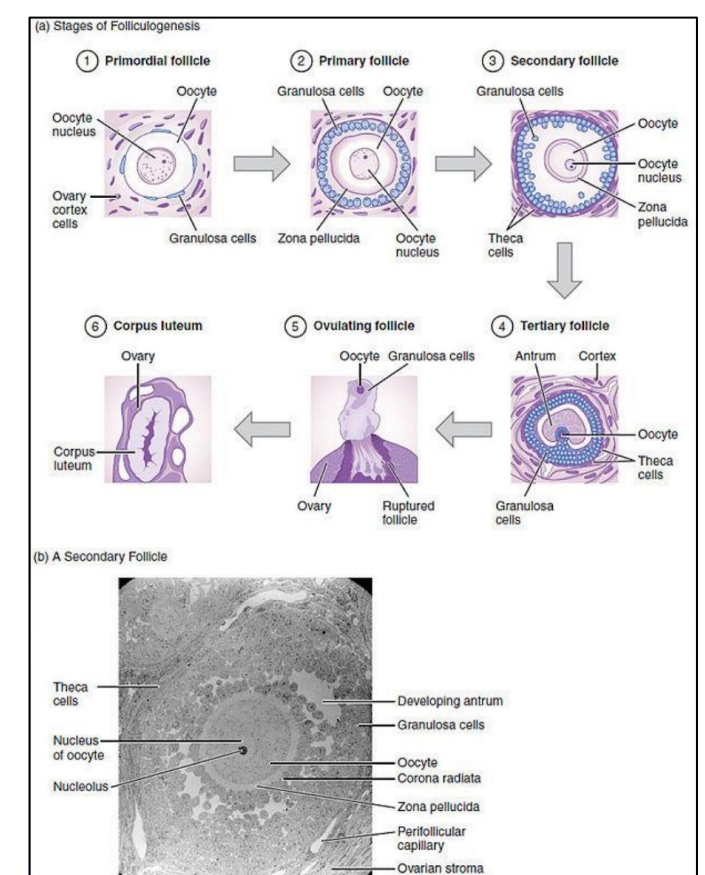 (a) Stages of Folliculogenesis
1 Primordial follicle
2 Primary follicle
3 Secondary follicle
Oocyte
Oocyte
nucleus
Ovary
cortex
cells
Granulosa cells
Granulosa cells
Oocyte
Zona pellucida
Oocyte
nucleus
Granulosa cells
Oocyte
Oocyte
nucleus
Zona
pellucida
Theca
cells
6 Corpus luteum
5 Ovulating follicle
4 Tertiary follicle
Ovary
Corpus
luteum
Oocyte
Granulosa cells
Ovary
Ruptured
follicle
Antrum
Cortex
Oocyte
Theca
cells
Granulosa
cells
(b) A Secondary Follicle
Theca
cells
Nucleus
of oocyte
Nucleolus
Developing antrum
Granulosa cells
Oocyte
Corona radiata
Zona pellucida
Perifollicular
capillary
Ovarian stroma